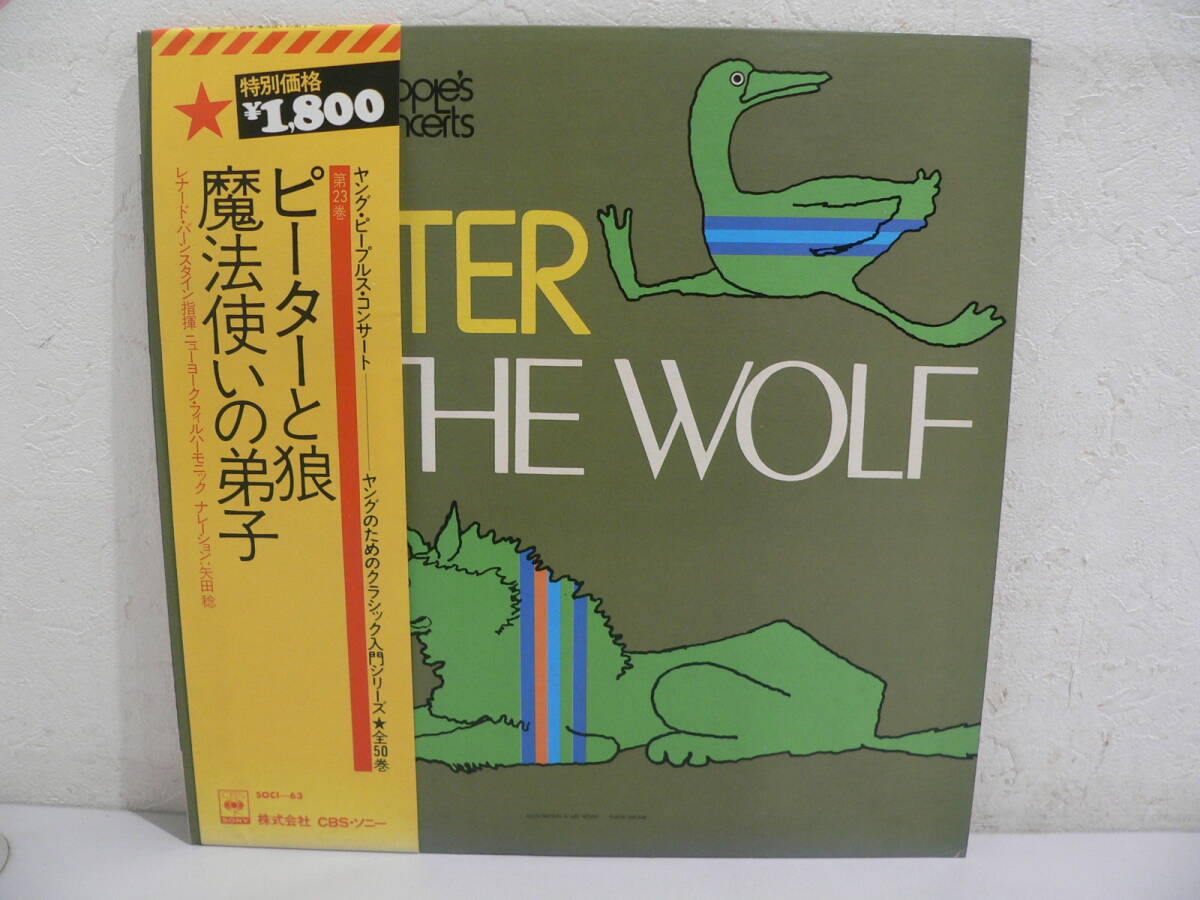 特別価格
¥1,800
ヤング・ピープルス・コンサート――ヤングのためのクラシック入門シリーズ★全50巻
第23巻
ピーターと狼
魔法使いの弟子
レナード・バーンスタイン指揮 ニューヨーク・フィルハーモニック ナレーション:矢田 稔
CBS
SONY
SOCI—63
株式会社 CBS・ソニー
ople's
ncerts
TER
THE WOLF